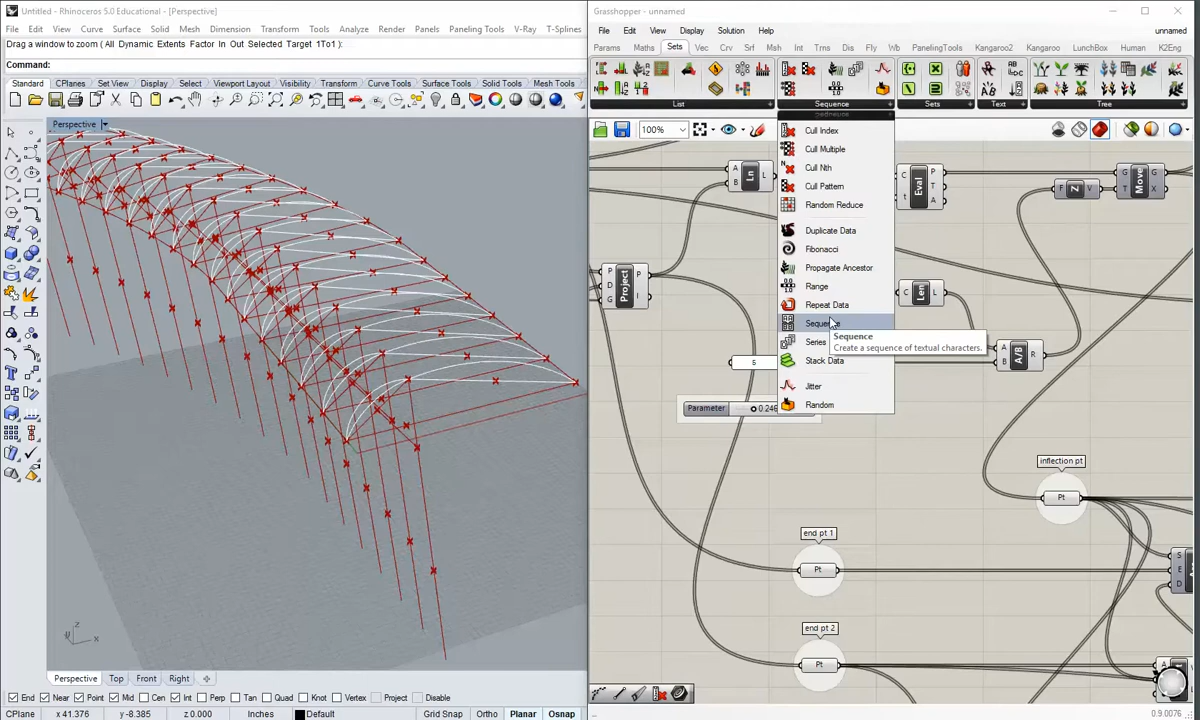 Untitled - Rhinoceros 5.0 Educational - [Perspective]
File Edit View Curve Surface Solid Mesh Dimension Transform Tools Analyze Render Panels Paneling Tools V-Ray T-Splines
Drag a window to zoom ( All Dynamic Extents Factor In Out Selected Target 1To1 ):
Command:
Standard CPlanes Set View Display Select Viewport Layout Visibility Transform Curve Tools Surface Tools Solid Tools Mesh Tools
Perspective
z
x
Perspective Top Front Right
End Near Point Mid Cen Int Perp Tan Quad Knot Vertex Project Disable
CPlane x 41.376 y -8.385 z 0.000 Inches Default Grid Snap Ortho Planar Osnap
Grasshopper - unnamed
File Edit View Display Solution Help unnamed
Params Maths Sets Vec Crv Srf Msh Int Trns Dis Fly Wb PanelingTools Kangaroo2 Kangaroo LunchBox Human K2Eng
List Sequence Sets Text Tree
100%
Cull Index
Cull Multiple
Cull Nth
Cull Pattern
Random Reduce
Duplicate Data
Fibonacci
Propagate Ancestor
Range
Repeat Data
Sequence
Series
Stack Data
Jitter
Random
Sequence
Create a sequence of textual characters.
A B Ln L
C t Eval P T A
F Z V
G T Move G X
P D G Project P I
C Len L
A B A/B R
5
Parameter 0.246
inflection pt
Pt
end pt 1
Pt
S E D
end pt 2
Pt
0.9.0076